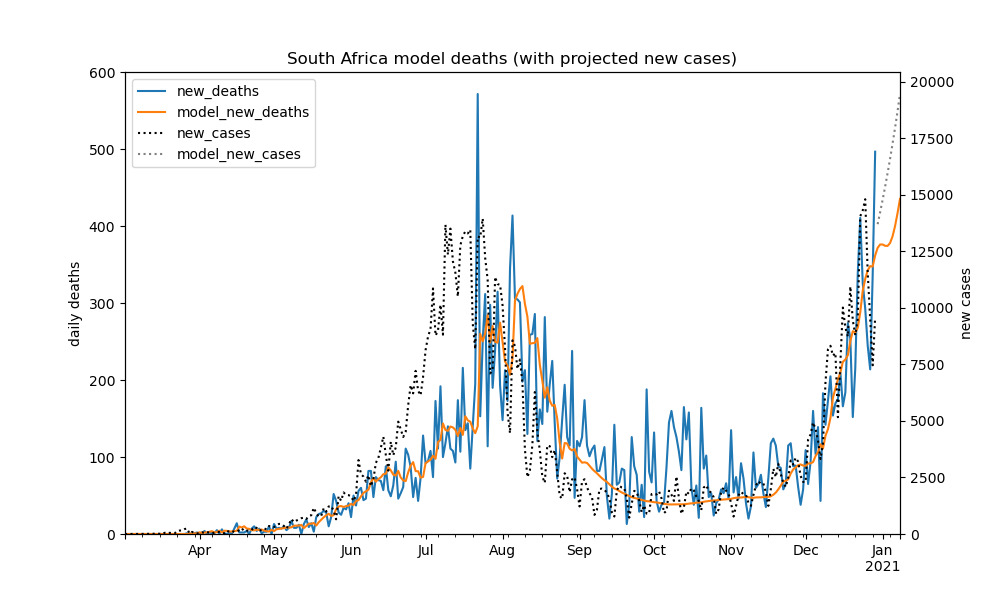 South Africa model deaths (with projected new cases)
new_deaths
model_new_deaths
new_cases
model_new_cases
daily deaths
600
500
400
300
200
100
0
new cases
20000
17500
15000
12500
10000
7500
5000
2500
0
Apr May Jun Jul Aug Sep Oct Nov Dec Jan
2021